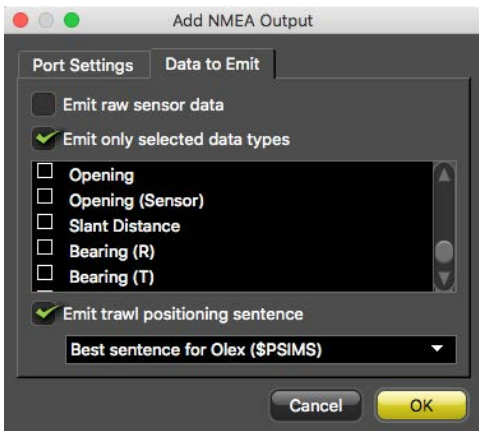 Add NMEA Output
Port Settings
Data to Emit
Emit raw sensor data
Emit only selected data types
Opening
Opening (Sensor)
Slant Distance
Bearing (R)
Bearing (T)
Emit trawl positioning sentence
Best sentence for Olex ($PSIMS)
Cancel
OK